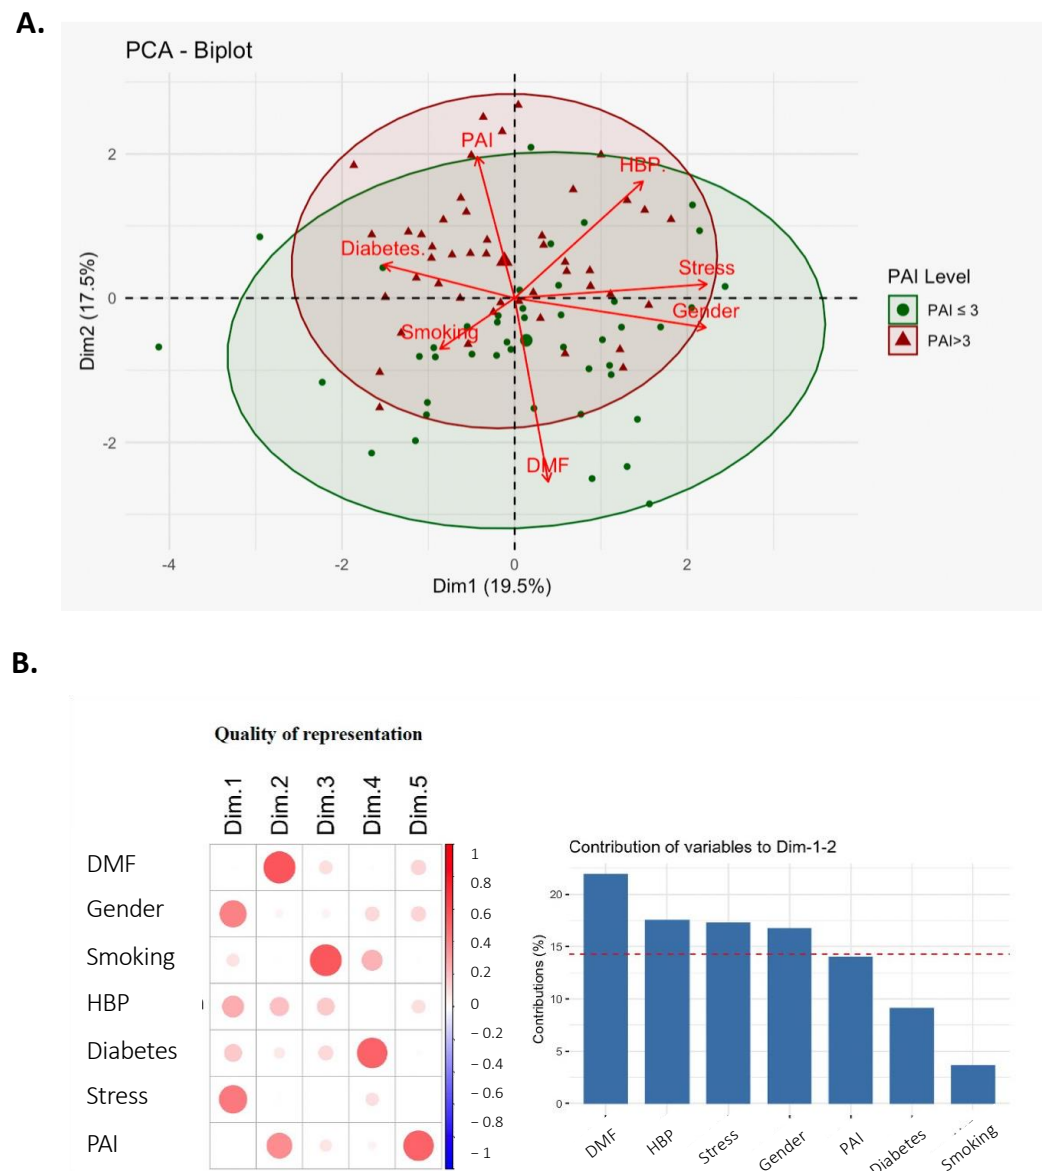 A.
PCA - Biplot
PAI
HBP.
Diabetes.
Stress
Gender
Smoking
DMF
2
0
-2
Dim2 (17.5%)
-4
-2
0
2
Dim1 (19.5%)
PAI Level
PAI ≤ 3
PAI>3
B.
Quality of representation
Dim.1
Dim.2
Dim.3
Dim.4
Dim.5
DMF
Gender
Smoking
HBP
Diabetes
Stress
PAI
1
0.8
0.6
0.4
0.2
0
– 0.2
– 0.4
– 0.6
– 0.8
– 1
Contribution of variables to Dim-1-2
Contributions (%)
20
15
10
5
0
DMF
HBP
Stress
Gender
PAI
Diabetes
Smoking